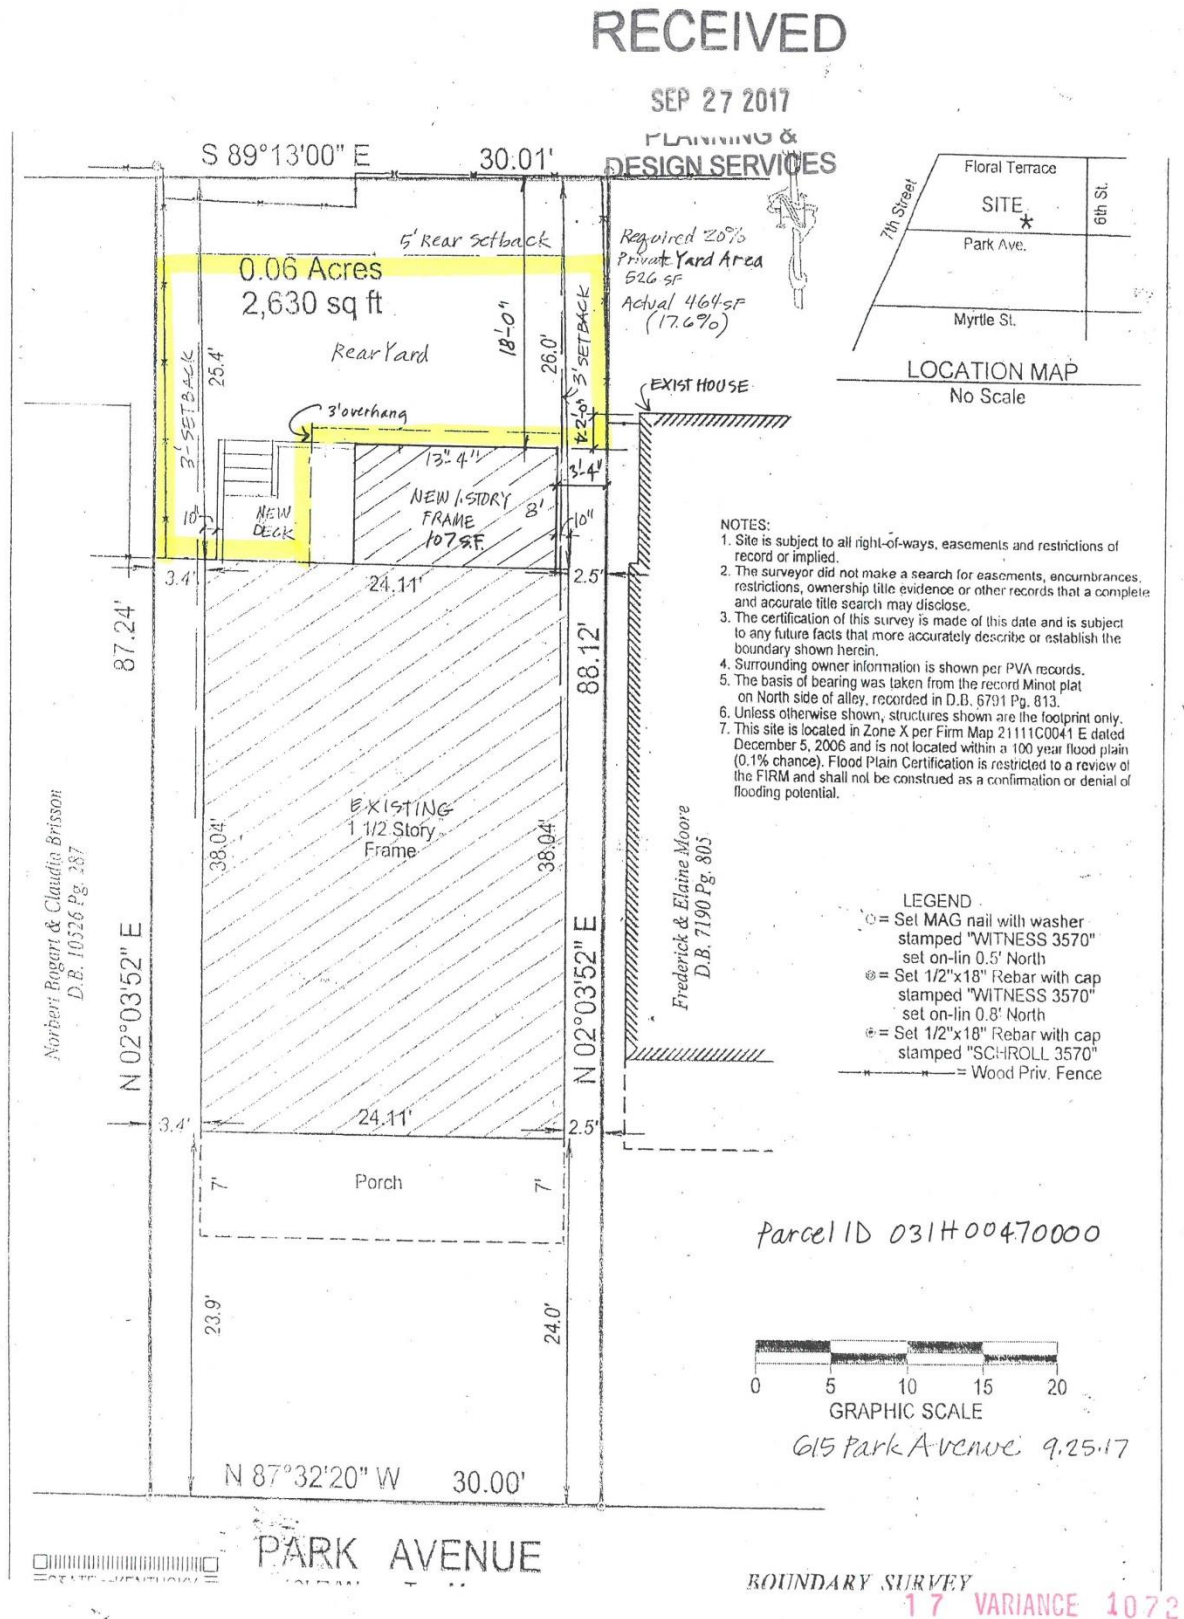 RECEIVED
SEP 27 2017
PLANNING &
DESIGN SERVICES
S 89°13'00" E
30.01'
5' Rear Setback
0.06 Acres
2,630 sq ft
Rear Yard
18'-0"
26.0'
3' SETBACK
25.4'
3'-SETBACK
2'-0"
Required 20%
Private Yard Area
526 SF
Actual 464 SF
(17.6%)
N
Floral Terrace
7th Street
SITE
*
6th St.
Park Ave.
Myrtle St.
LOCATION MAP
No Scale
EXIST HOUSE
3' overhang
13'-4"
3'-4"
NEW 1-STORY
FRAME
107 S.F.
8'
10"
10"
NEW
DECK
3.4'
24.11'
2.5'
87.24'
88.12'
NOTES:
1. Site is subject to all right-of-ways, easements and restrictions of
record or implied.
2. The surveyor did not make a search for easements, encumbrances,
restrictions, ownership title evidence or other records that a complete
and accurate title search may disclose.
3. The certification of this survey is made of this date and is subject
to any future facts that more accurately describe or establish the
boundary shown herein.
4. Surrounding owner information is shown per PVA records.
5. The basis of bearing was taken from the record Minot plat
on North side of alley, recorded in D.B. 6791 Pg. 813.
6. Unless otherwise shown, structures shown are the footprint only.
7. This site is located in Zone X per Firm Map 21111C0041 E dated
December 5, 2006 and is not located within a 100 year flood plain
(0.1% chance). Flood Plain Certification is restricted to a review of
the FIRM and shall not be construed as a confirmation or denial of
flooding potential.
EXISTING
1 1/2 Story
Frame
38.04'
38.04'
Norbert Bogart & Claudia Brisson
D.B. 10526 Pg. 287
N 02°03'52" E
N 02°03'52" E
Frederick & Elaine Moore
D.B. 7190 Pg. 805
LEGEND
= Set MAG nail with washer
stamped "WITNESS 3570"
set on-lin 0.5' North
= Set 1/2"x18" Rebar with cap
stamped "WITNESS 3570"
set on-lin 0.8' North
= Set 1/2"x18" Rebar with cap
stamped "SCHROLL 3570"
= Wood Priv. Fence
3.4'
24.11'
2.5'
7'
Porch
7'
Parcel ID 031H00470000
23.9'
24.0'
0 5 10 15 20
GRAPHIC SCALE
615 Park Avenue 9.25.17
N 87°32'20" W
30.00'
PARK AVENUE
STATE of KENTUCKY
BOUNDARY SURVEY
17 VARIANCE 107